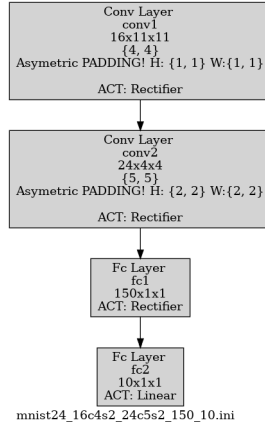 Conv Layer
conv1
16x11x11
{4, 4}
Asymetric PADDING! H: {1, 1} W:{1, 1}
ACT: Rectifier
Conv Layer
conv2
24x4x4
{5, 5}
Asymetric PADDING! H: {2, 2} W:{2, 2}
ACT: Rectifier
Fc Layer
fc1
150x1x1
ACT: Rectifier
Fc Layer
fc2
10x1x1
ACT: Linear
mnist24_16c4s2_24c5s2_150_10.ini